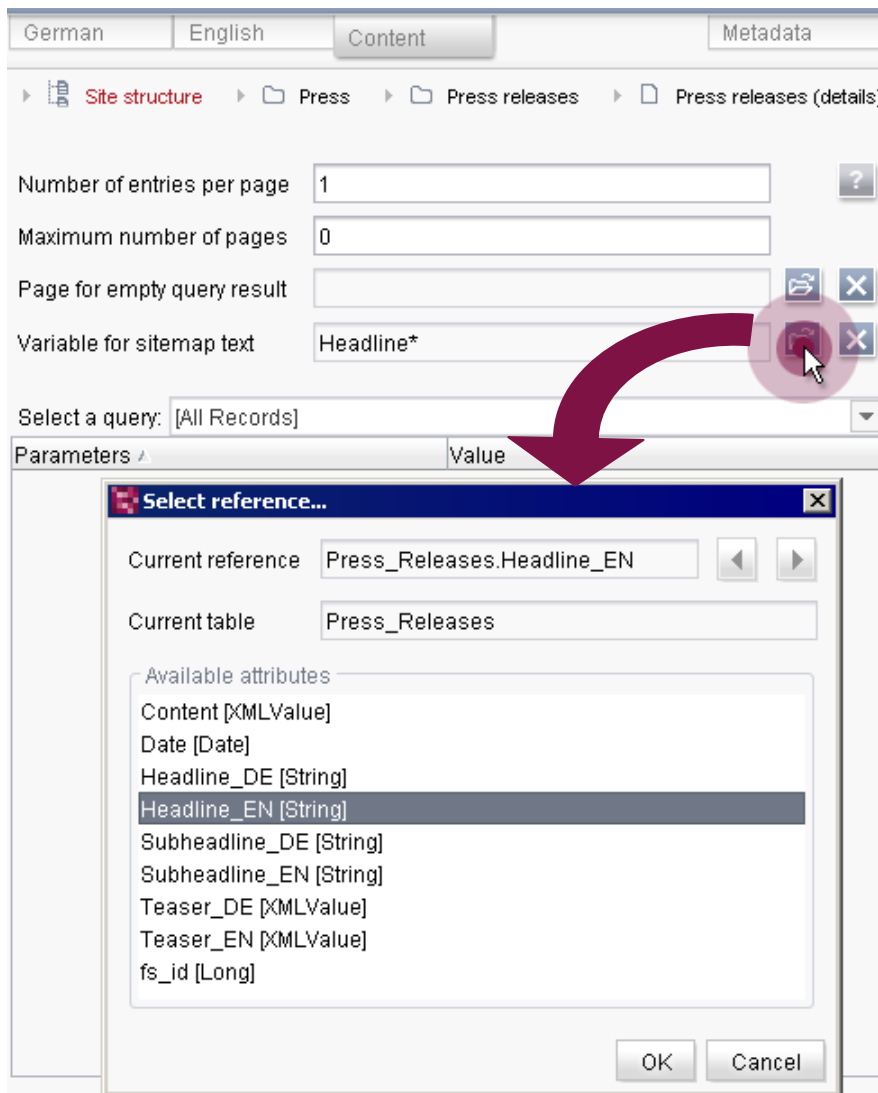 German English Content Metadata
Site structure Press Press releases Press releases (details)
Number of entries per page 1 ?
Maximum number of pages 0
Page for empty query result
Variable for sitemap text Headline*
Select a query: [All Records]
Parameters Value
Select reference...
Current reference Press_Releases.Headline_EN
Current table Press_Releases
Available attributes
Content [XMLValue]
Date [Date]
Headline_DE [String]
Headline_EN [String]
Subheadline_DE [String]
Subheadline_EN [String]
Teaser_DE [XMLValue]
Teaser_EN [XMLValue]
fs_id [Long]
OK Cancel